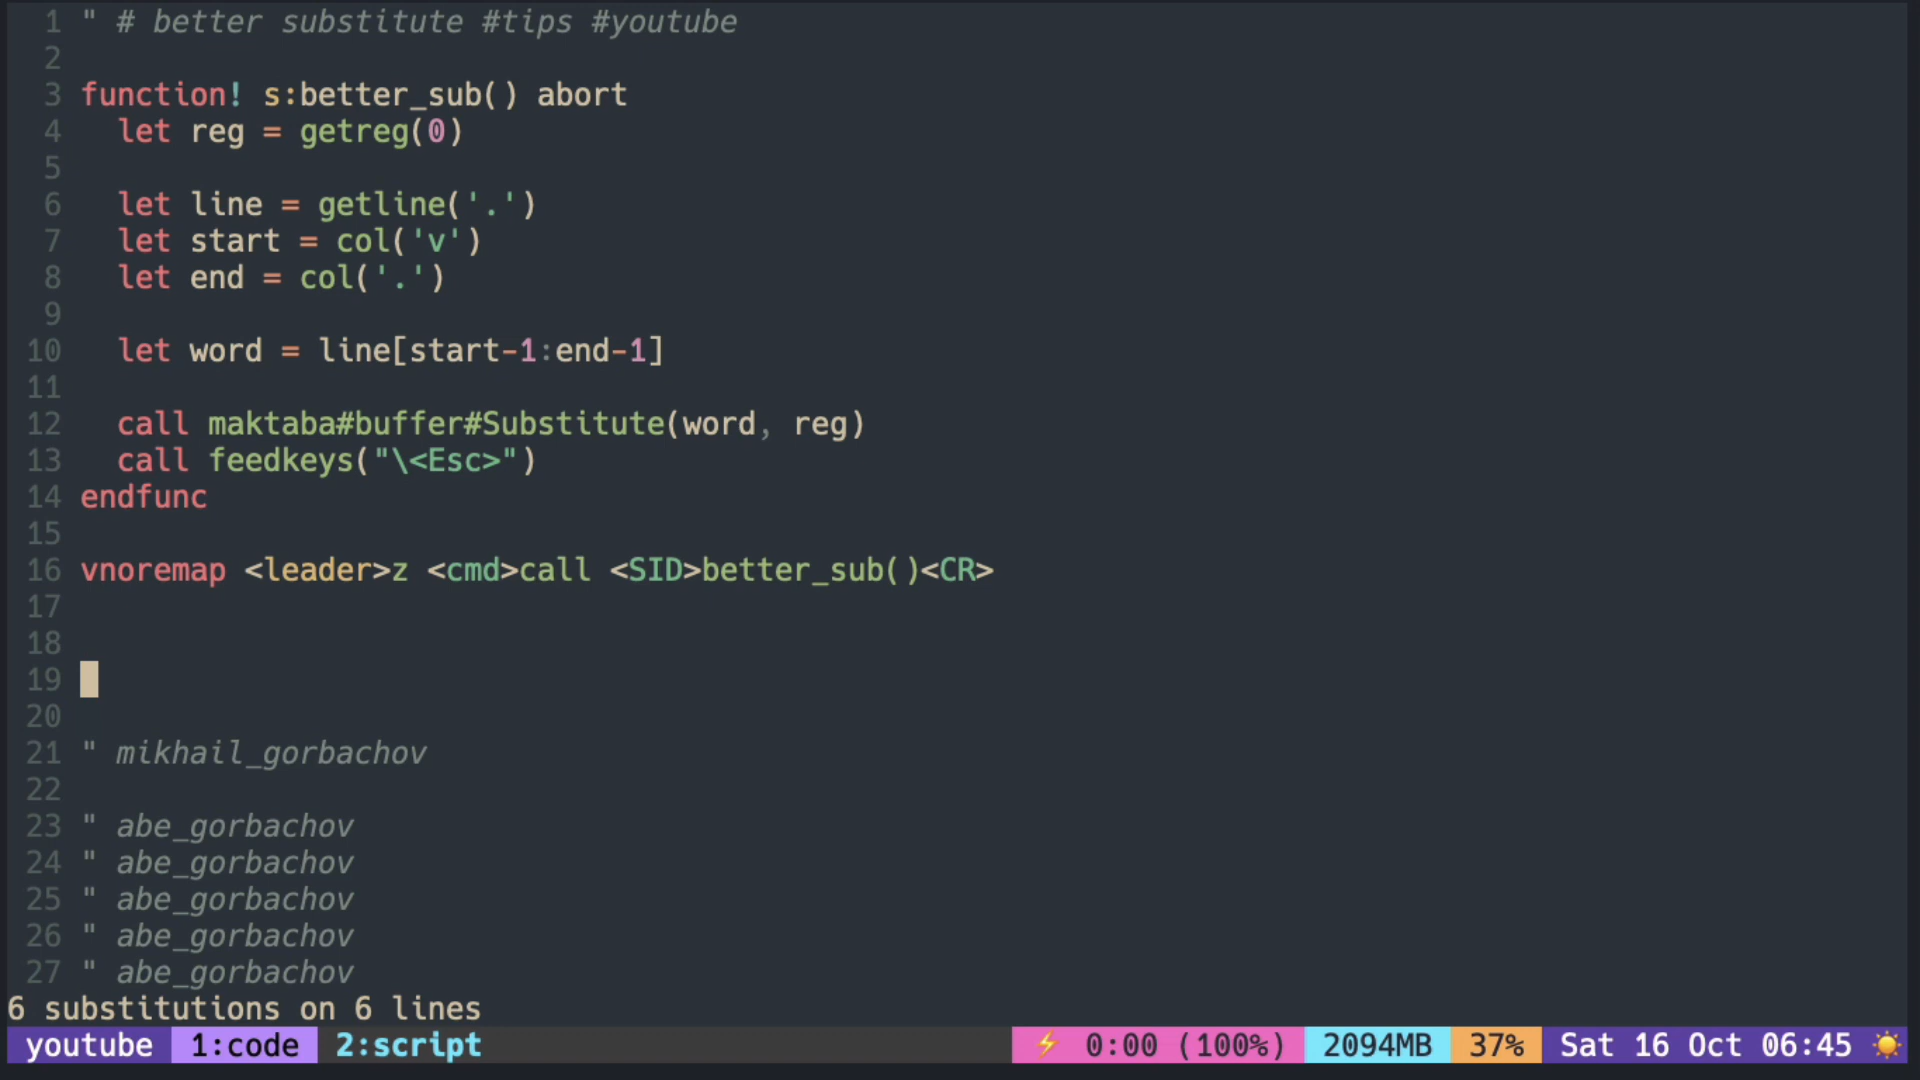 1 " # better substitute #tips #youtube
2
3 function! s:better_sub() abort
4   let reg = getreg(0)
5
6   let line = getline('.')
7   let start = col('v')
8   let end = col('.')
9
10   let word = line[start-1:end-1]
11
12   call maktaba#buffer#Substitute(word, reg)
13   call feedkeys("\<Esc>")
14 endfunc
15
16 vnoremap <leader>z <cmd>call <SID>better_sub()<CR>
17
18
19
20
21 " mikhail_gorbachov
22
23 " abe_gorbachov
24 " abe_gorbachov
25 " abe_gorbachov
26 " abe_gorbachov
27 " abe_gorbachov
6 substitutions on 6 lines
youtube 1:code 2:script ⚡ 0:00 (100%) 2094MB 37% Sat 16 Oct 06:45 ☀️